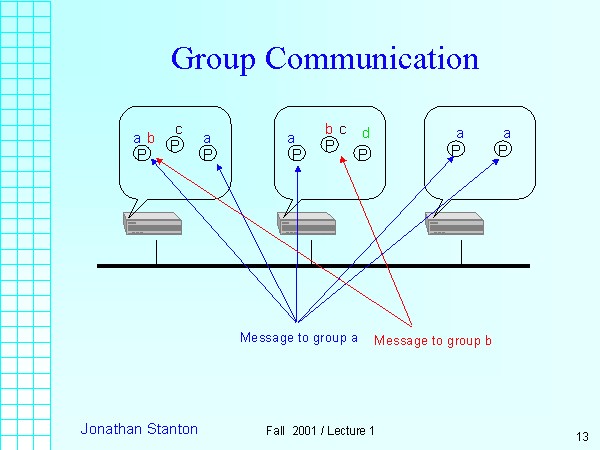 Group Communication
a b c a a b c d a a
P P P P P P P P
Message to group a Message to group b
Jonathan Stanton Fall 2001 / Lecture 1 13